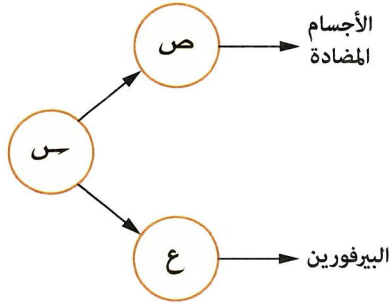 الأجسام
المضادة
ص
س
ع
البيرفورين